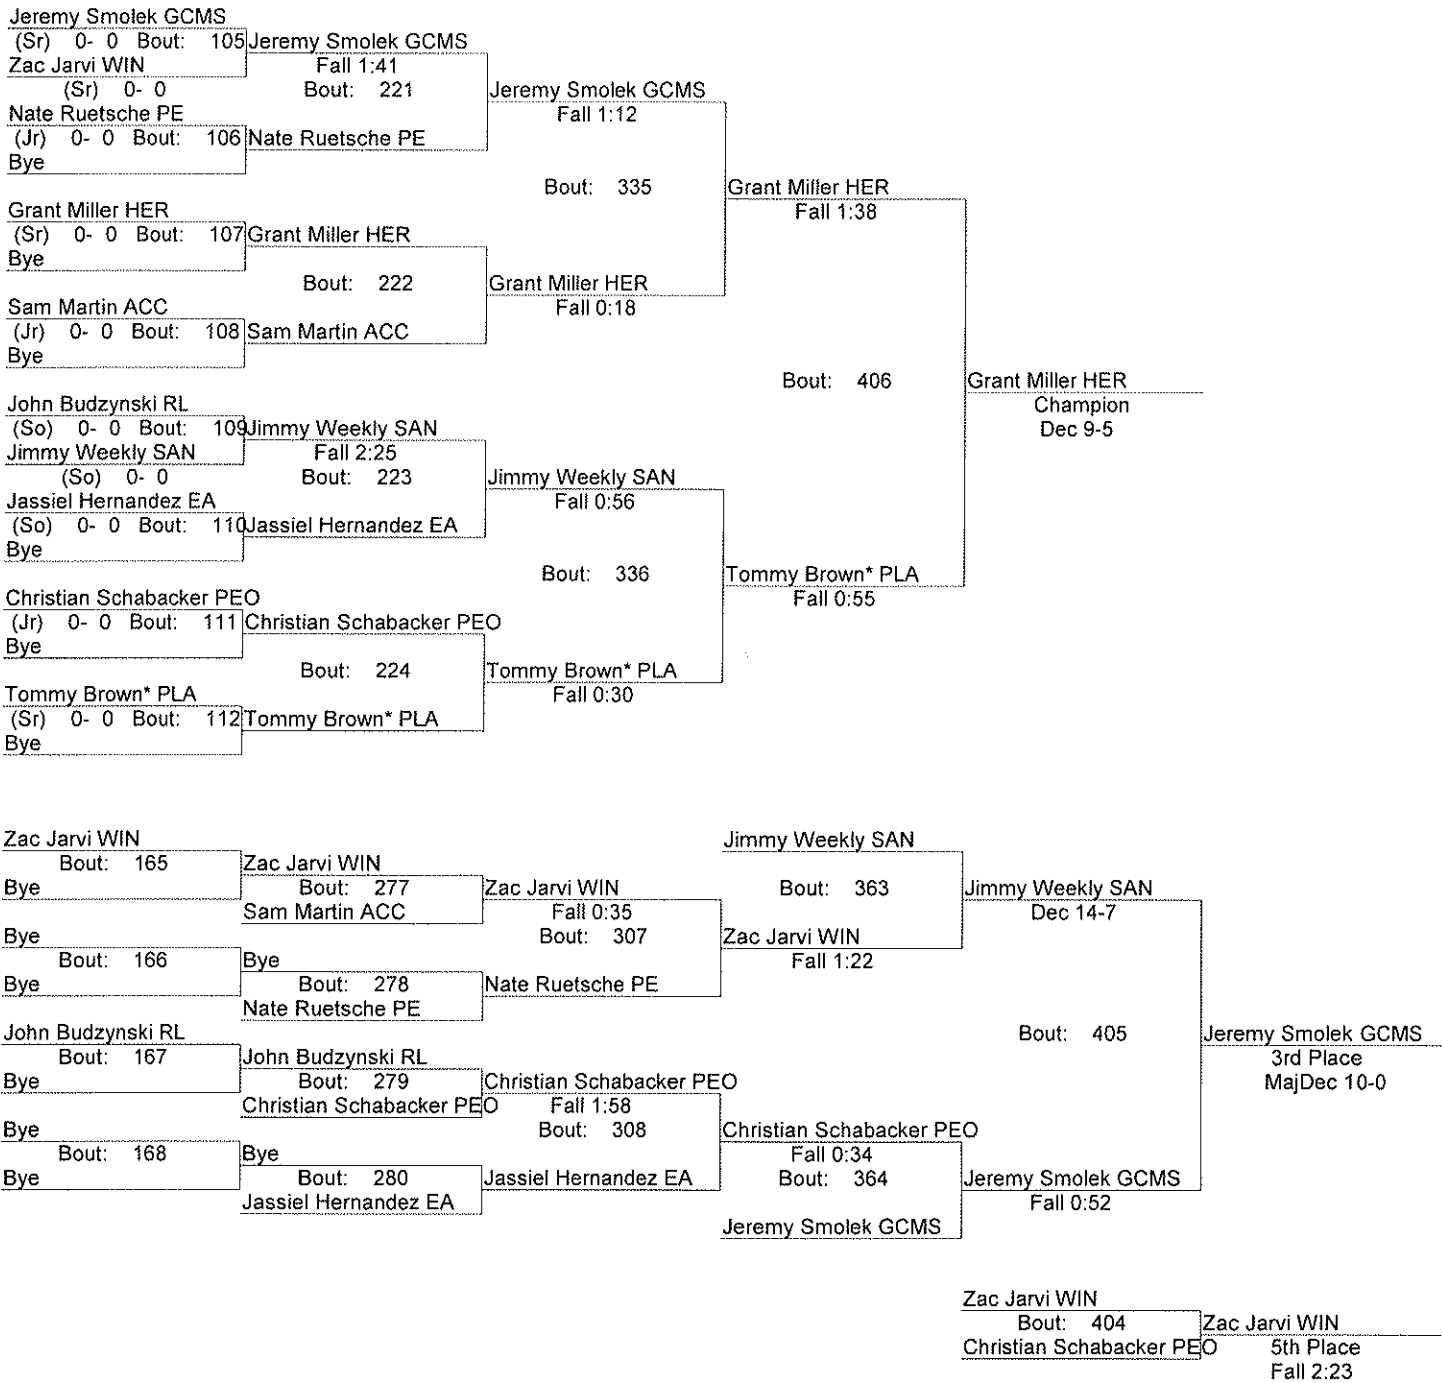 Jeremy Smolek GCMS
(Sr) 0- 0 Bout: 105 Jeremy Smolek GCMS
Zac Jarvi WIN Fall 1:41
(Sr) 0- 0 Bout: 221 Jeremy Smolek GCMS
Nate Ruetsche PE Fall 1:12
(Jr) 0- 0 Bout: 106 Nate Ruetsche PE
Bye
Bout: 335 Grant Miller HER
Grant Miller HER Fall 1:38
(Sr) 0- 0 Bout: 107 Grant Miller HER
Bye
Bout: 222 Grant Miller HER
Sam Martin ACC Fall 0:18
(Jr) 0- 0 Bout: 108 Sam Martin ACC
Bye
Bout: 406 Grant Miller HER
John Budzynski RL Champion
(So) 0- 0 Bout: 109 Jimmy Weekly SAN Dec 9-5
Jimmy Weekly SAN Fall 2:25
(So) 0- 0 Bout: 223 Jimmy Weekly SAN
Jassiel Hernandez EA Fall 0:56
(So) 0- 0 Bout: 110 Jassiel Hernandez EA
Bye
Bout: 336 Tommy Brown* PLA
Christian Schabacker PEO Fall 0:55
(Jr) 0- 0 Bout: 111 Christian Schabacker PEO
Bye
Bout: 224 Tommy Brown* PLA
Tommy Brown* PLA Fall 0:30
(Sr) 0- 0 Bout: 112 Tommy Brown* PLA
Bye
Zac Jarvi WIN Jimmy Weekly SAN
Bout: 165 Zac Jarvi WIN
Bye Bout: 277 Zac Jarvi WIN Bout: 363 Jimmy Weekly SAN
Sam Martin ACC Fall 0:35 Dec 14-7
Bye Bout: 307 Zac Jarvi WIN
Bout: 166 Bye Fall 1:22
Bye Bout: 278 Nate Ruetsche PE
Nate Ruetsche PE
John Budzynski RL Bout: 405 Jeremy Smolek GCMS
Bout: 167 John Budzynski RL 3rd Place
Bye Bout: 279 Christian Schabacker PEO MajDec 10-0
Christian Schabacker PEO Fall 1:58
Bye Bout: 308 Christian Schabacker PEO
Bout: 168 Bye Fall 0:34
Bye Bout: 280 Jassiel Hernandez EA Bout: 364 Jeremy Smolek GCMS
Jassiel Hernandez EA Fall 0:52
Jeremy Smolek GCMS
Zac Jarvi WIN
Bout: 404 Zac Jarvi WIN
Christian Schabacker PEO 5th Place
Fall 2:23